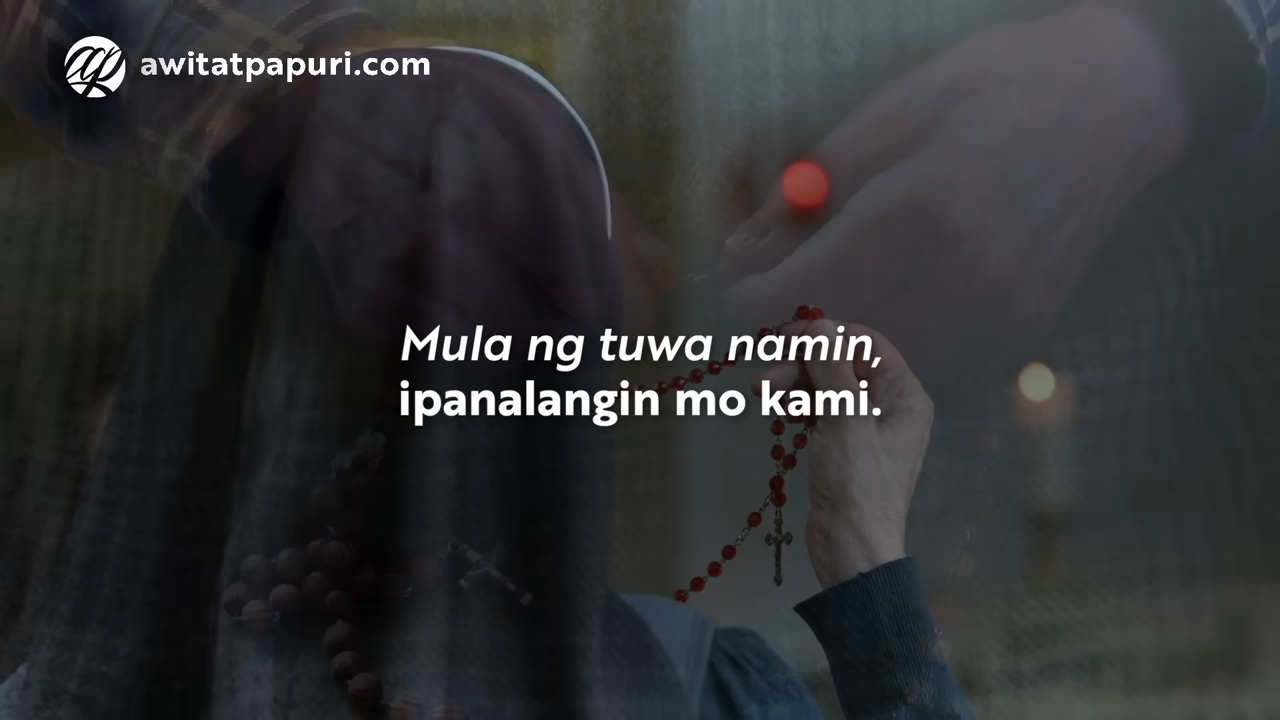 awitatpapuri.com
Mula ng tuwa namin,
ipanalangin mo kami.